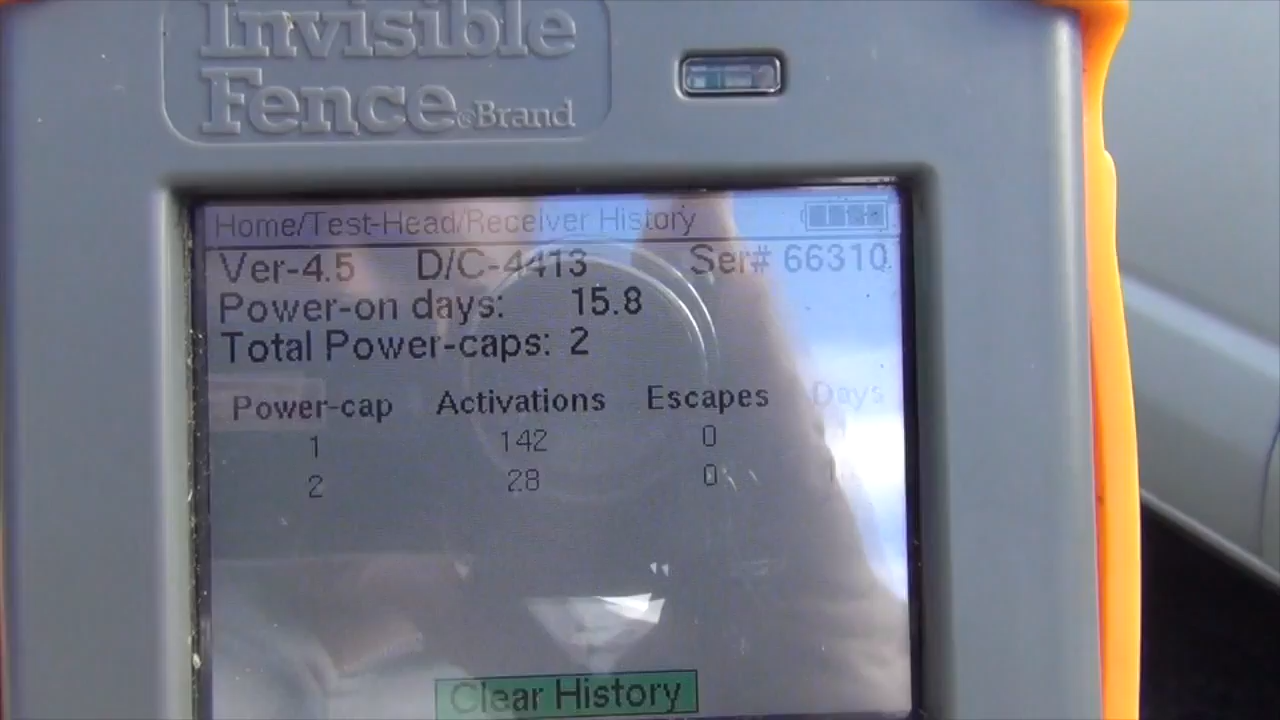 Invisible
Fence®Brand
Home/Test-Head/Receiver History
Ver-4.5 D/C-4413 Ser# 66310
Power-on days: 15.8
Total Power-caps: 2
Power-cap Activations Escapes Days
1 142 0
2 28 0
Clear History